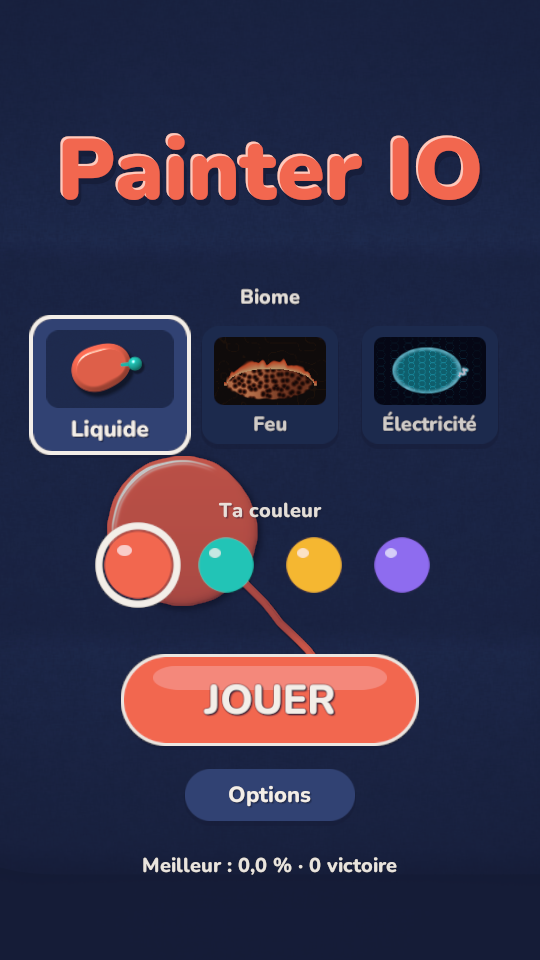 Painter IO
Biome
Liquide
Feu
Électricité
Ta couleur
JOUER
Options
Meilleur : 0,0 % · 0 victoire